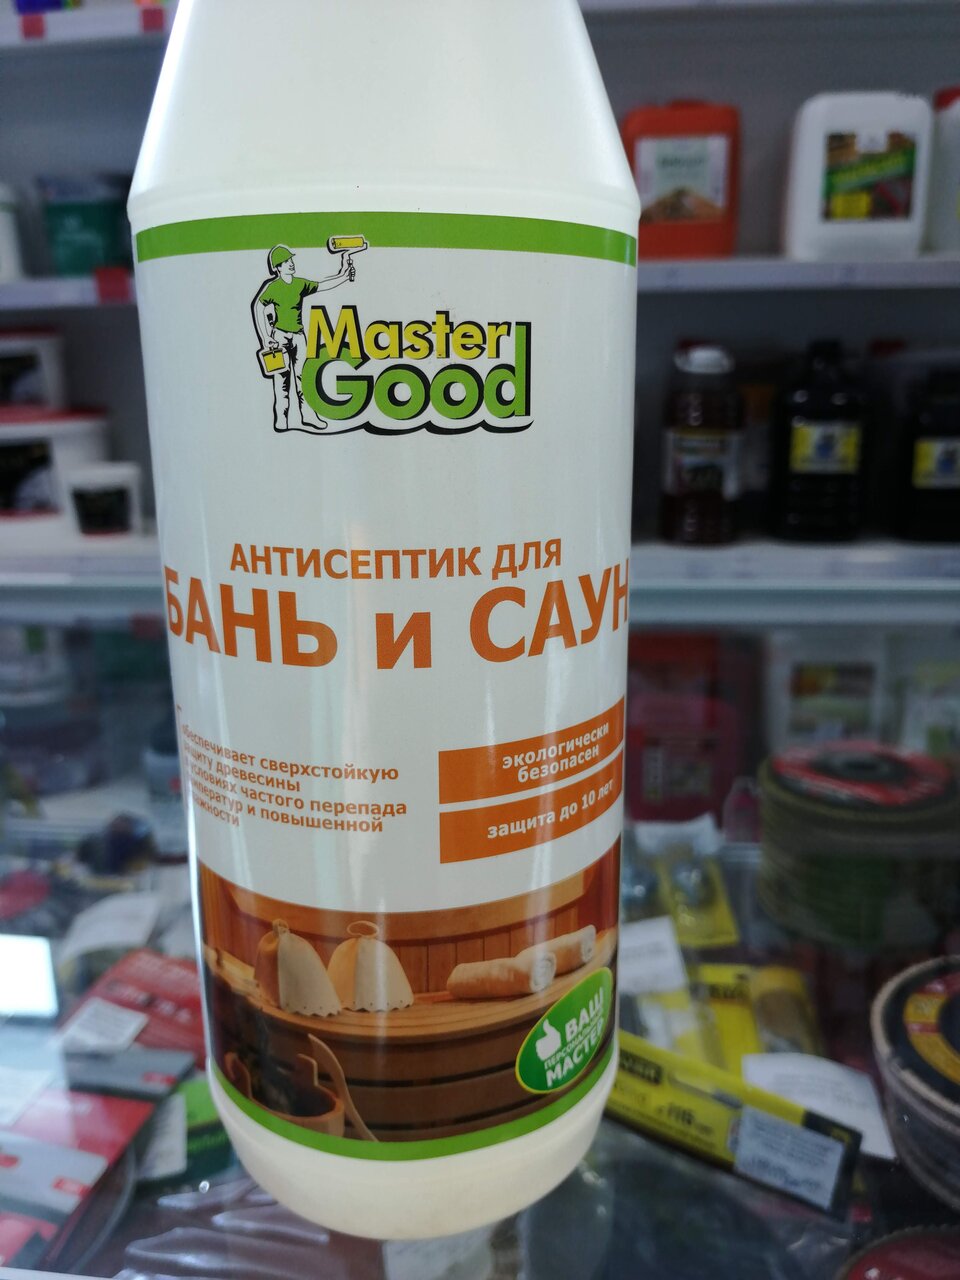 Master
Good
АНТИСЕПТИК ДЛЯ
БАНЬ и САУН
обеспечивает сверхстойкую
защиту древесины
в условиях частого перепада
температур и повышенной
влажности
экологически
безопасен
защита до 10 лет
ВАШ
ПЕРСОНАЛЬНЫЙ
МАСТЕР